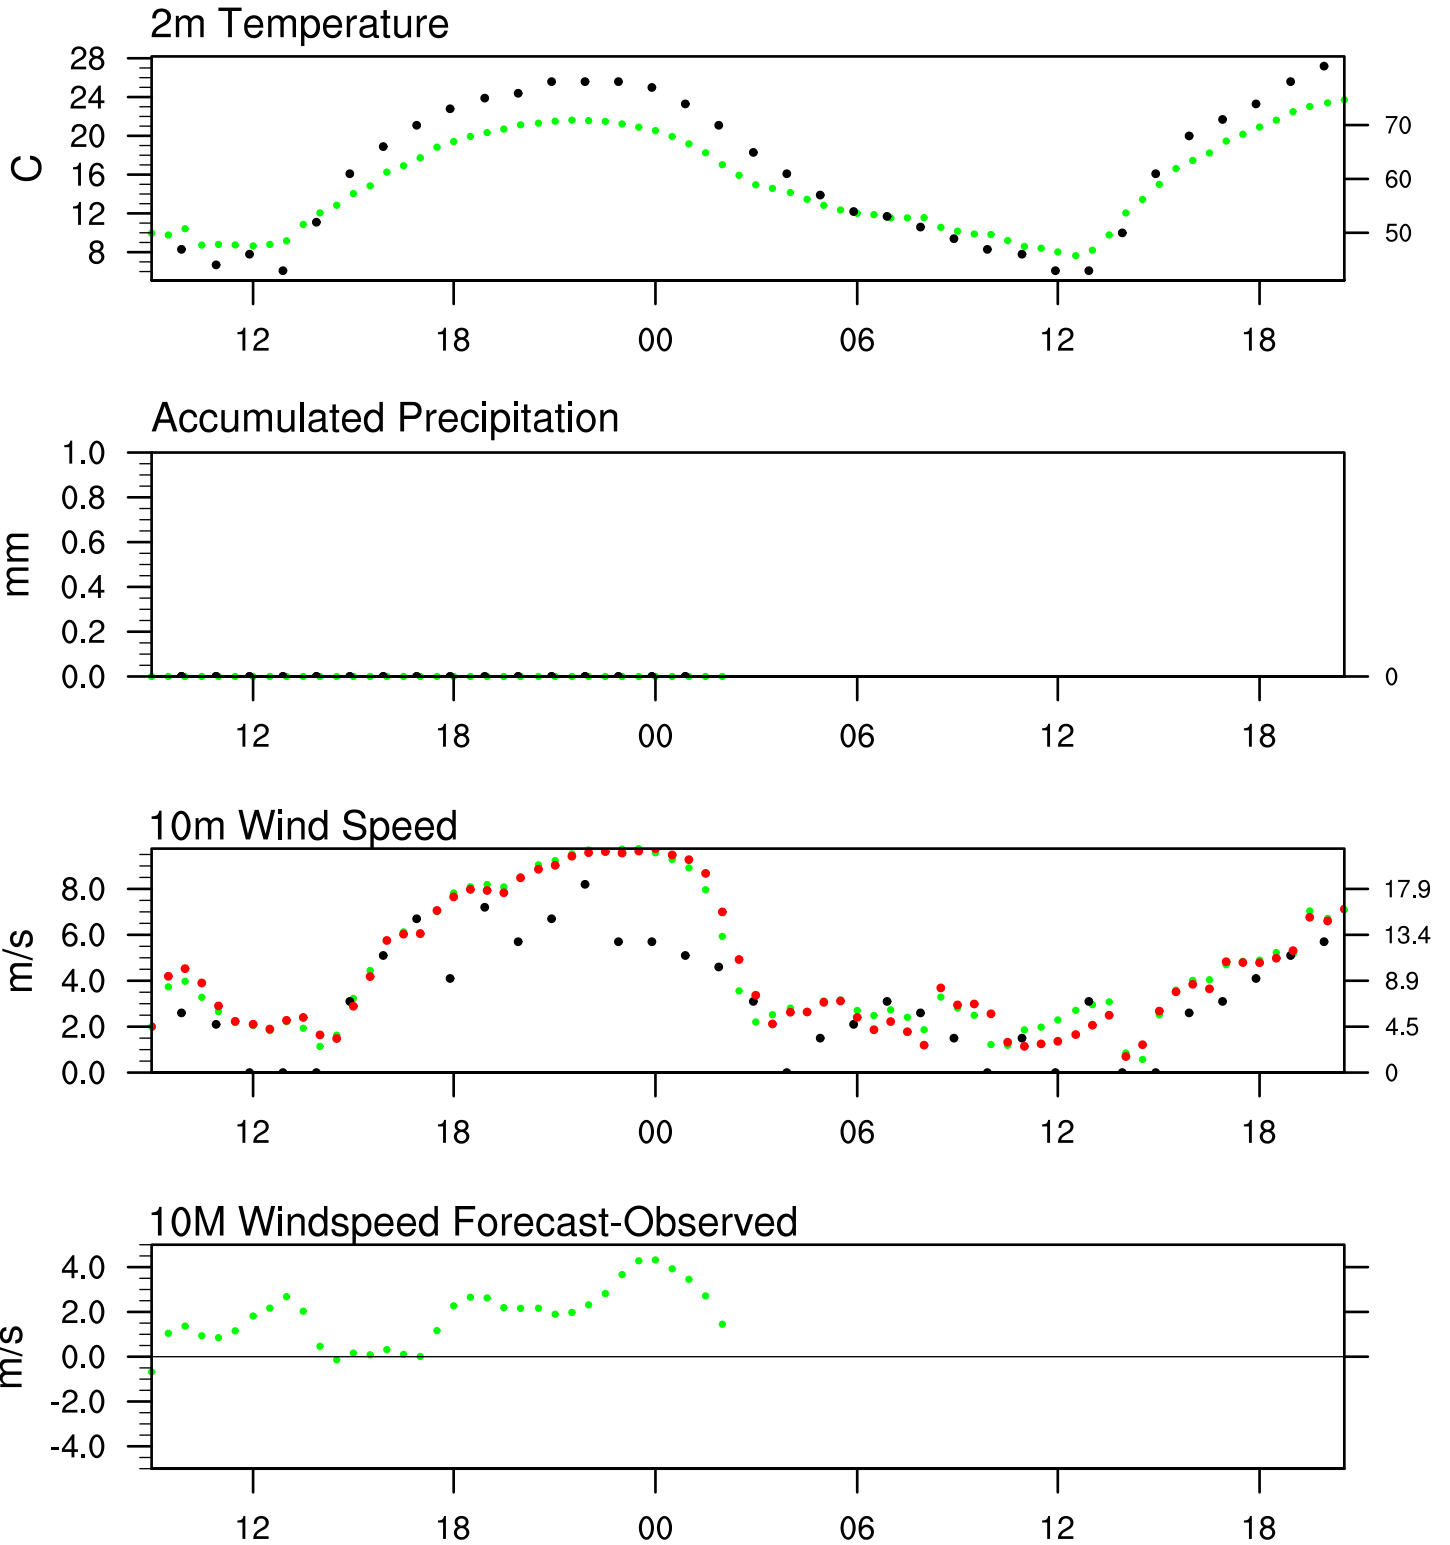 2m Temperature
28
24
20
16
12
8
C
70
60
50
12 18 00 06 12 18
Accumulated Precipitation
1.0
0.8
0.6
0.4
0.2
0.0
mm
0
12 18 00 06 12 18
10m Wind Speed
8.0
6.0
4.0
2.0
0.0
m/s
17.9
13.4
8.9
4.5
0
12 18 00 06 12 18
10M Windspeed Forecast-Observed
4.0
2.0
0.0
-2.0
-4.0
m/s
12 18 00 06 12 18